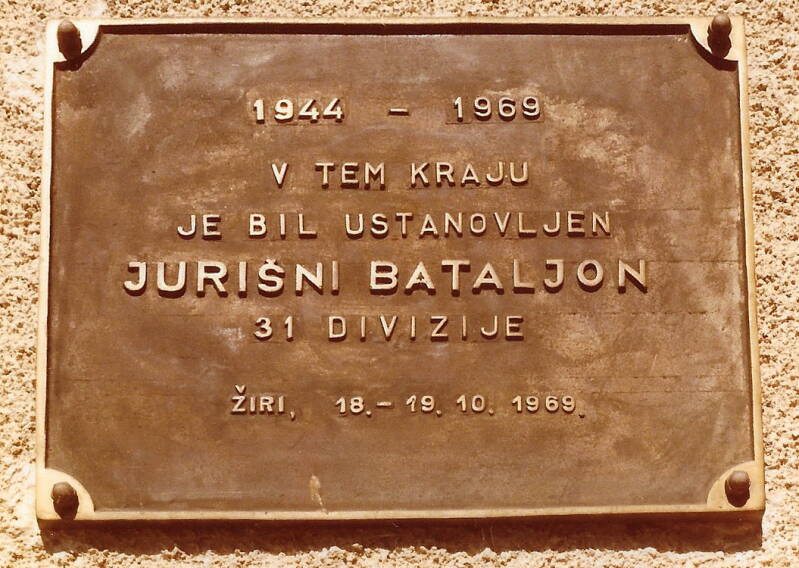 1944 - 1969
V TEM KRAJU
JE BIL USTANOVLJEN
JURIŠNI BATALJON
31 DIVIZIJE
ŽIRI, 18.-19. 10. 1969.